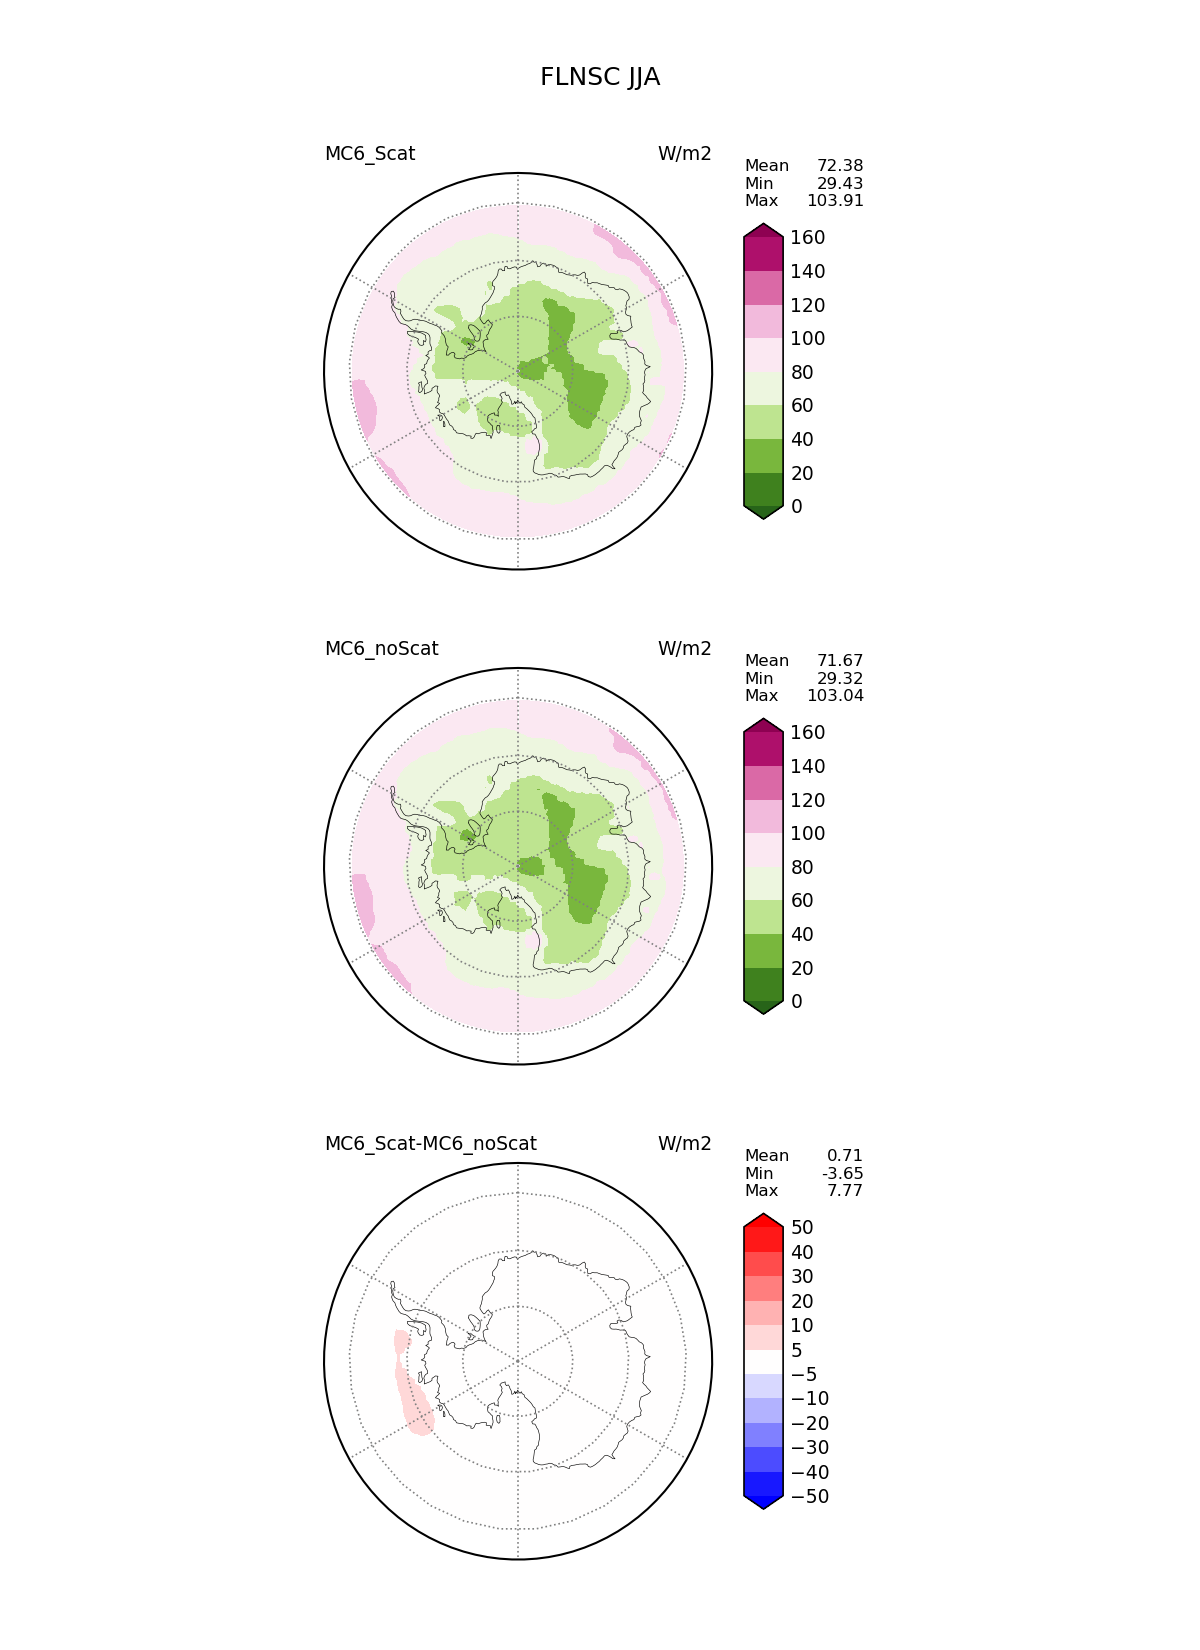 FLNSC JJA
MC6_Scat W/m2
Mean 72.38
Min 29.43
Max 103.91
160
140
120
100
80
60
40
20
0
MC6_noScat W/m2
Mean 71.67
Min 29.32
Max 103.04
160
140
120
100
80
60
40
20
0
MC6_Scat-MC6_noScat W/m2
Mean 0.71
Min -3.65
Max 7.77
50
40
30
20
10
5
−5
−10
−20
−30
−40
−50